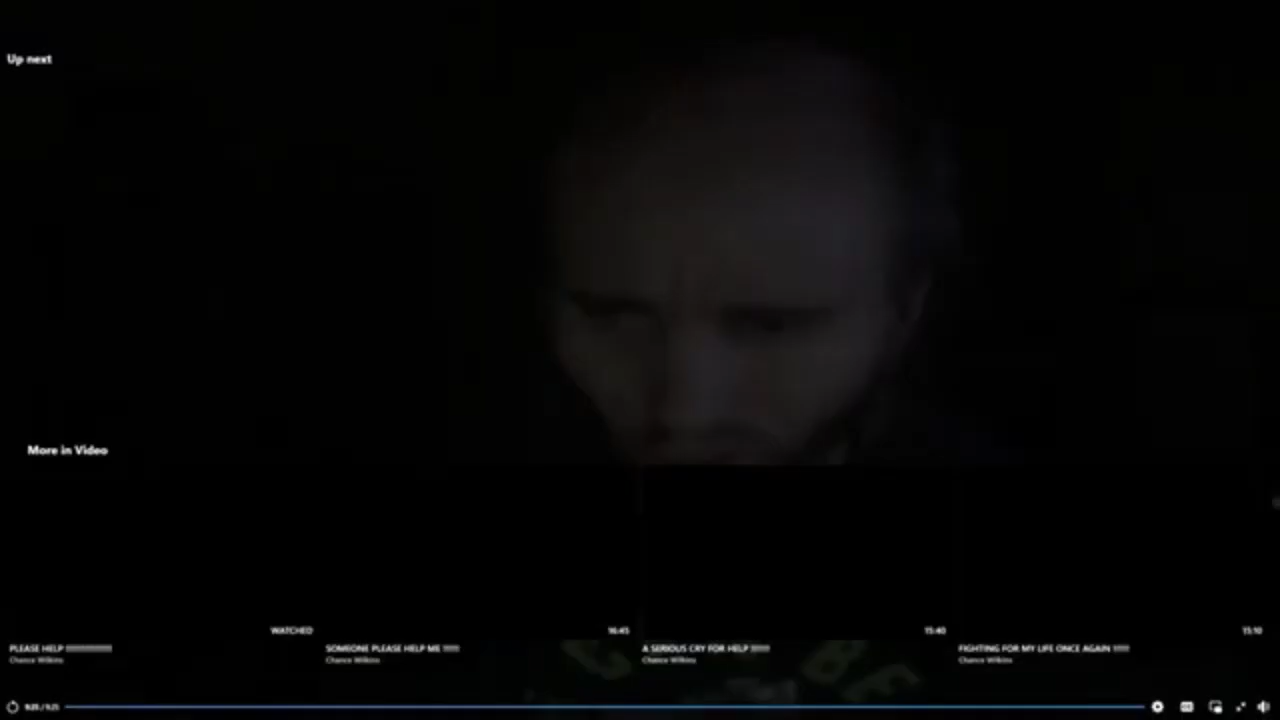 Up next
More in Video
WATCHED
16:45
15:40
15:10
PLEASE HELP !!!!!!!!!!!!!!!!!!!!
SOMEONE PLEASE HELP ME !!!!!!!
A SERIOUS CRY FOR HELP !!!!!!!!
FIGHTING FOR MY LIFE ONCE AGAIN !!!!!!!
Chance Wilkins
Chance Wilkins
Chance Wilkins
Chance Wilkins